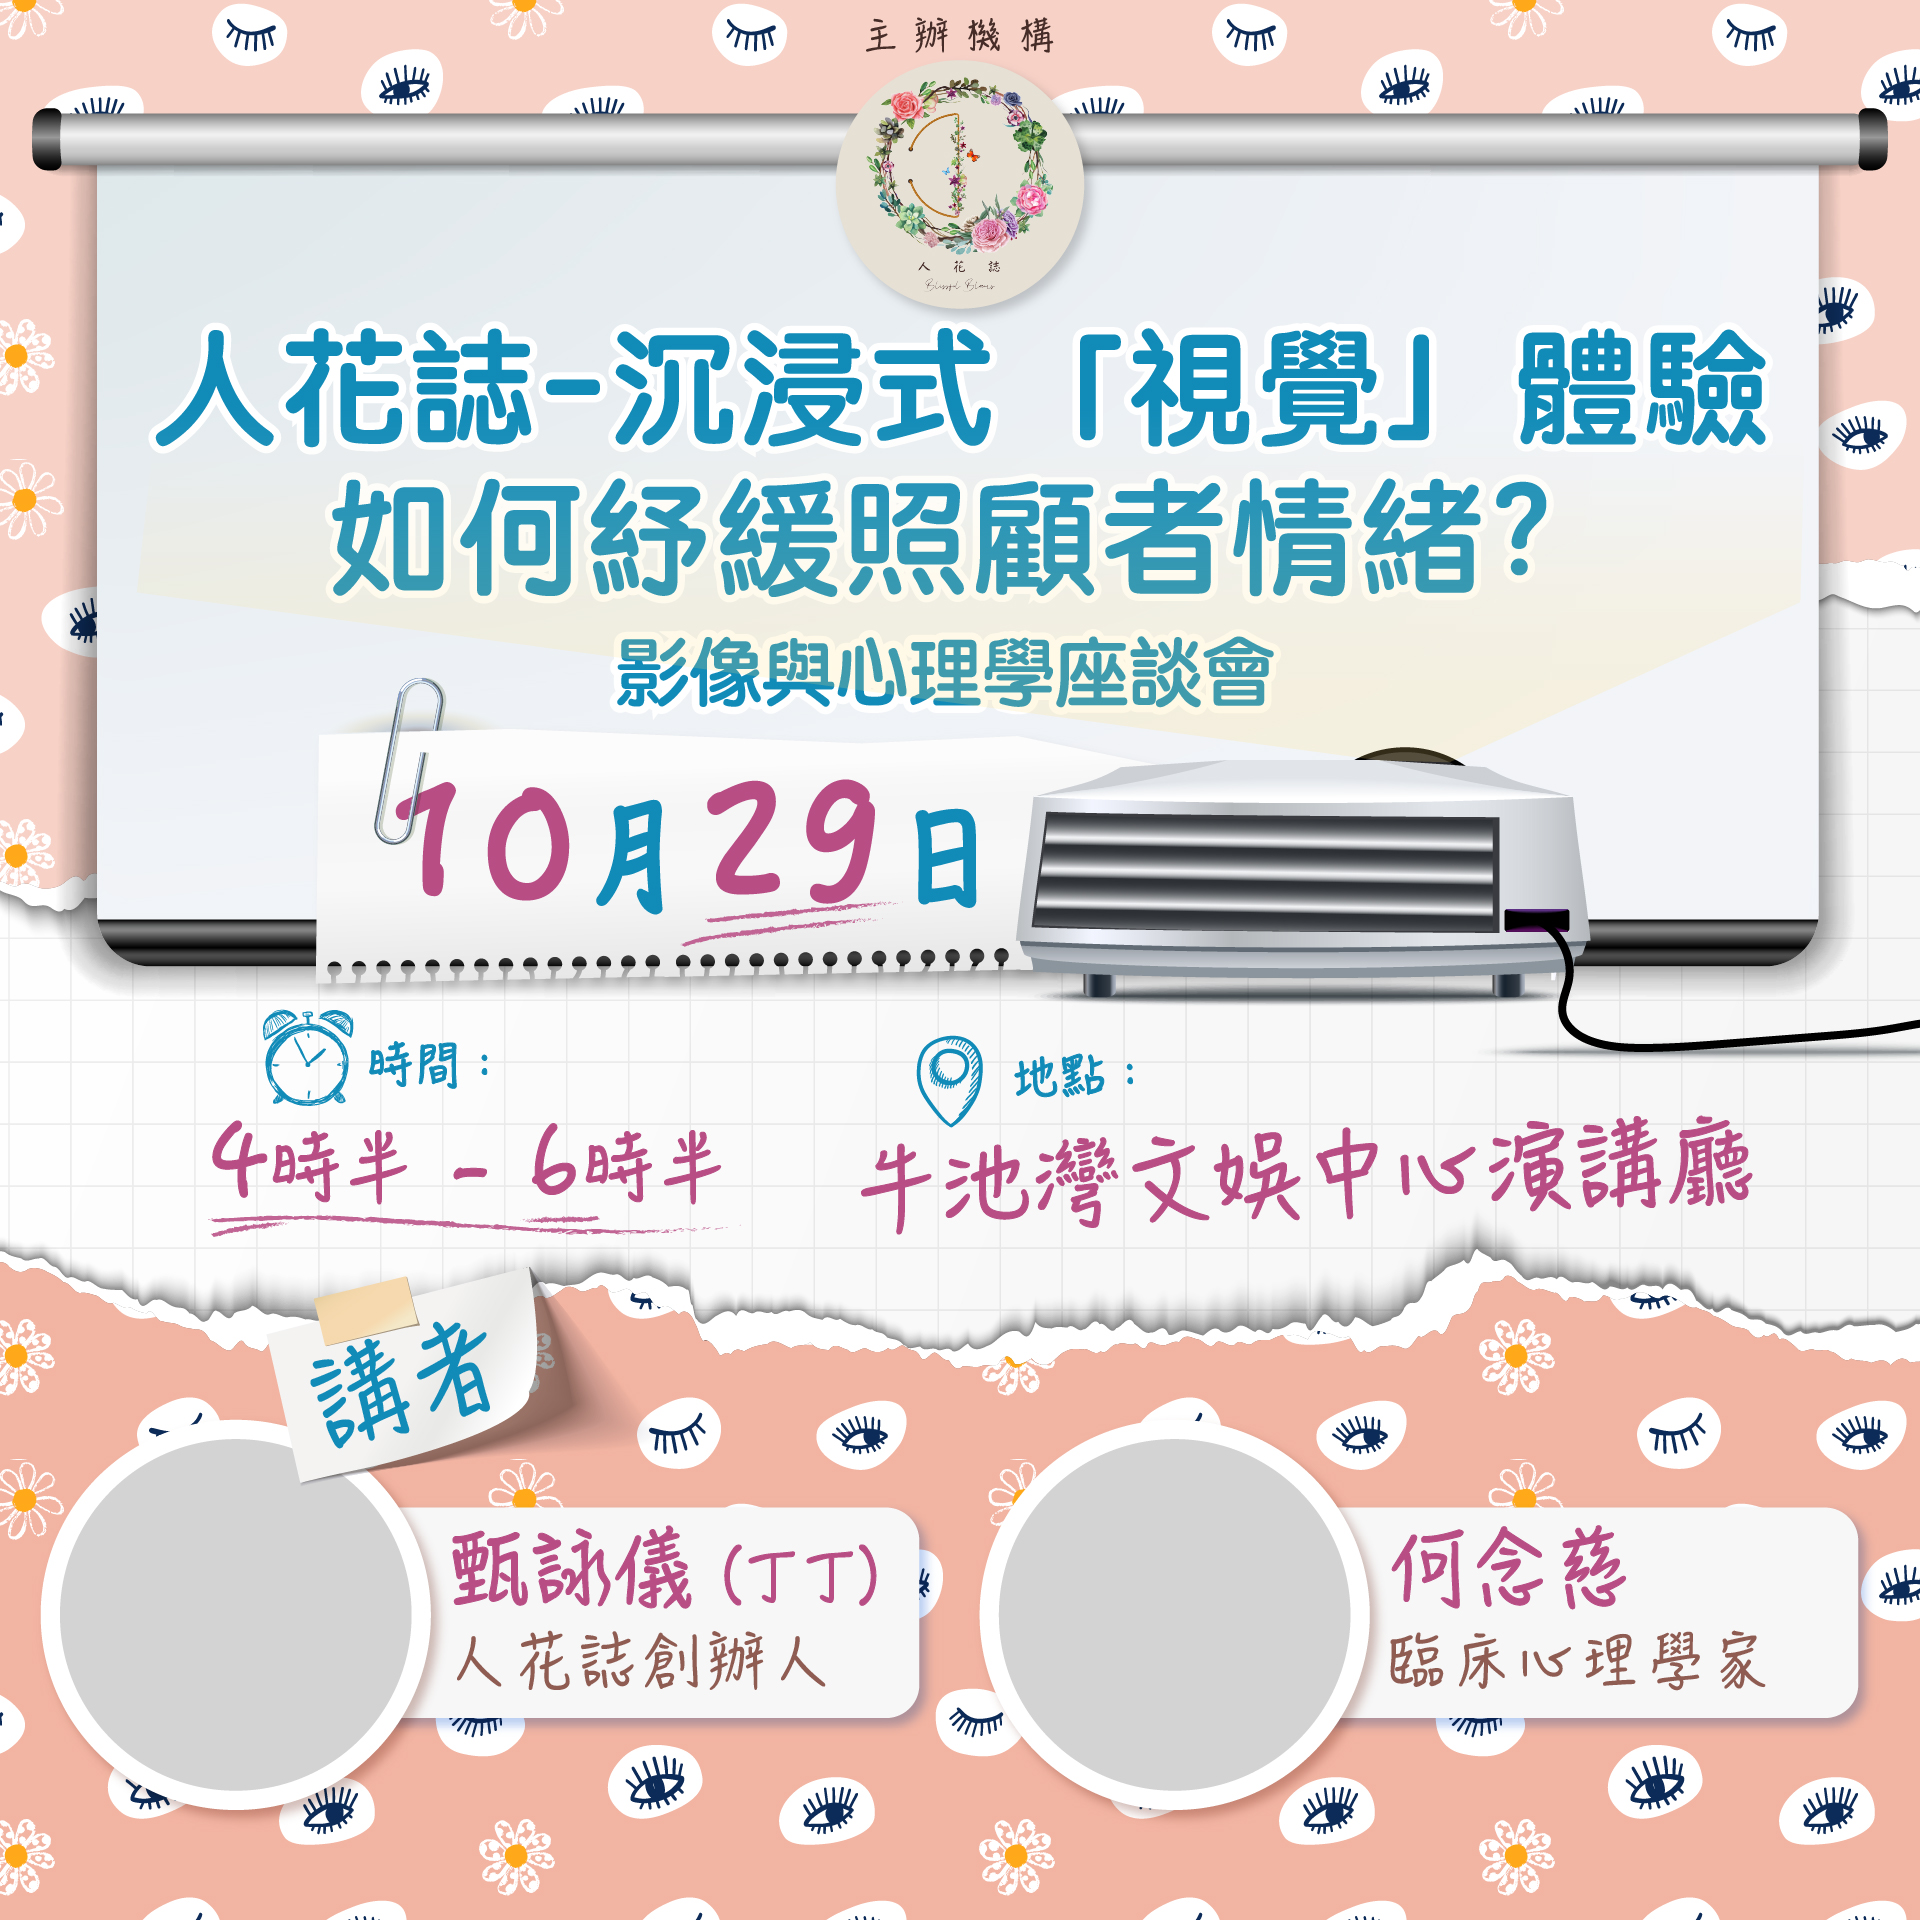 主辦機構
人花誌
Blissful Blooms
人花誌-沉浸式「視覺」體驗
如何紓緩照顧者情緒?
影像與心理學座談會
10月29日
時間：
4時半 - 6時半
地點：
牛池灣文娛中心演講廳
講者
甄詠儀 (丁丁)
人花誌創辦人
何念慈
臨床心理學家